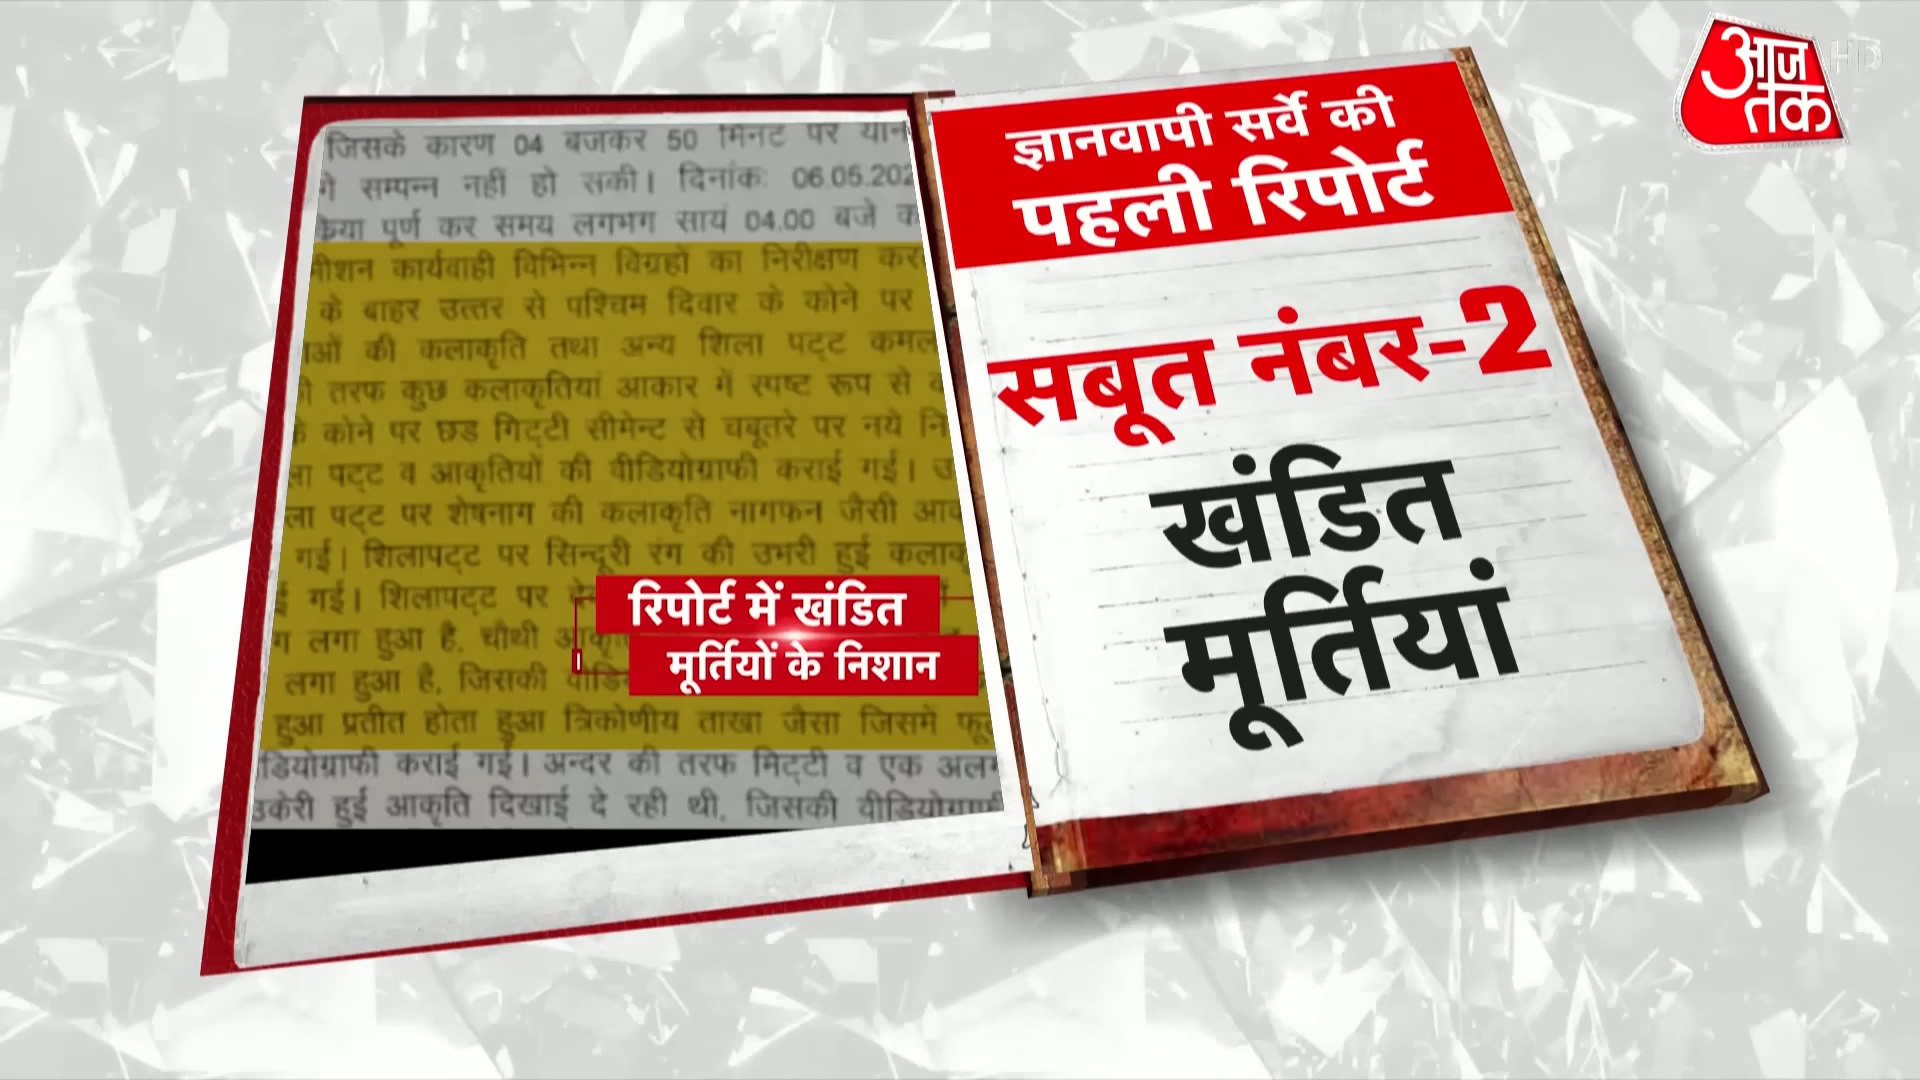 जिसके कारण 04 बजकर 50 मिनट पर
सम्पन्न नहीं हो सकी। दिनांक: 06.05.202
पूर्ण कर समय लगभग सायं 04.00 बजे
कार्यवाही विभिन्न विग्रहों का निरीक्षण
के बाहर उत्तर से पश्चिम दिवार के कोने पर
की कलाकृति तथा अन्य शिला पट्ट
तरफ कुछ कलाकृतियां आकार में स्पष्ट रूप से
कोने पर छड गिट्टी सीमेन्ट से चबूतरे पर नये
पट्ट व आकृतियों की वीडियोग्राफी कराई गई।
पट्ट पर शेषनाग की कलाकृति नागफन जैसी
गई। शिलापट्ट पर सिन्दूरी रंग की उभरी हुई
गई। शिलापट्ट पर
लगा हुआ है, चौथी
लगा हुआ है, जिसकी
हुआ प्रतीत होता हुआ त्रिकोणीय ताखा जैसा जिसमे
कराई गई। अन्दर की तरफ मिट्टी व एक
उकेरी हुई आकृति दिखाई दे रही थी, जिसकी
रिपोर्ट में खंडित
मूर्तियों के निशान
ज्ञानवापी सर्वे की
पहली रिपोर्ट
सबूत नंबर-2
खंडित
मूर्तियां
आज
तक
HD